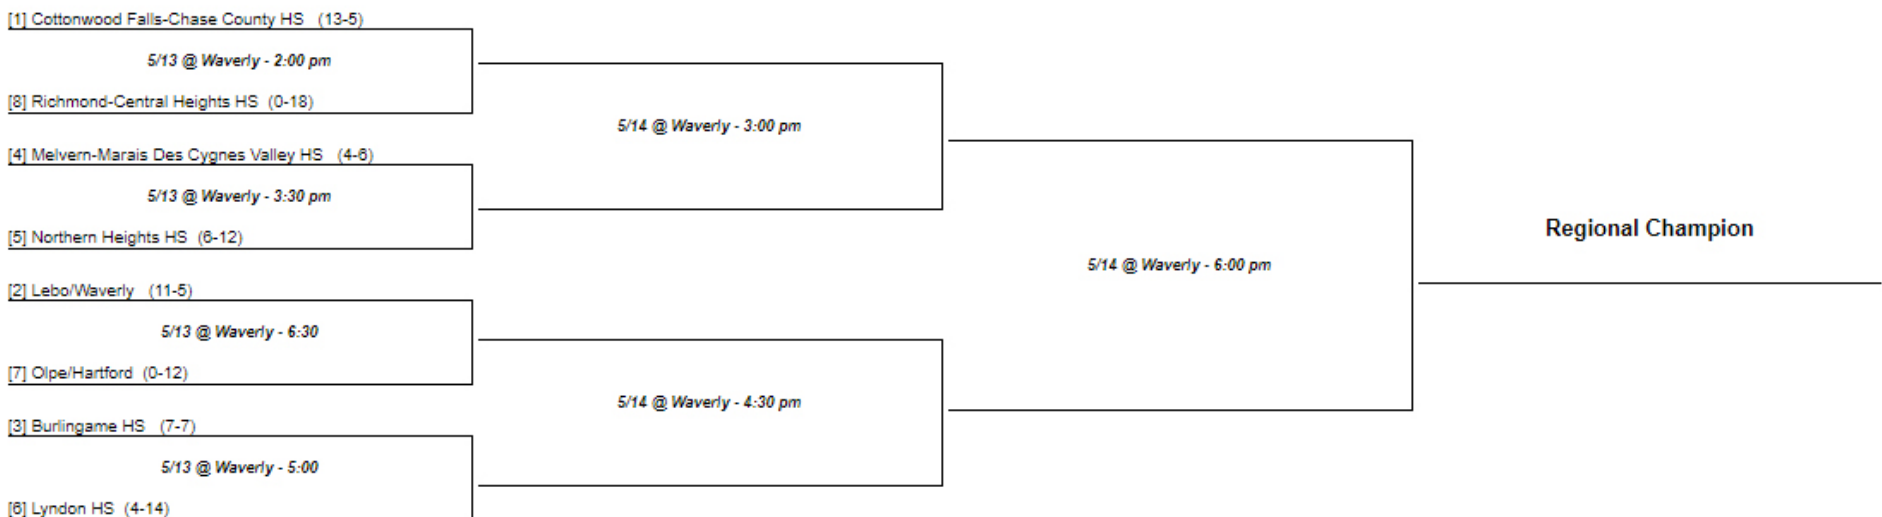 [1] Cottonwood Falls-Chase County HS (13-5)
5/13 @ Waverly - 2:00 pm
[8] Richmond-Central Heights HS (0-18)
5/14 @ Waverly - 3:00 pm
[4] Melvern-Marais Des Cygnes Valley HS (4-6)
5/13 @ Waverly - 3:30 pm
[5] Northern Heights HS (6-12)
Regional Champion
5/14 @ Waverly - 6:00 pm
[2] Lebo/Waverly (11-5)
5/13 @ Waverly - 6:30
[7] Olpe/Hartford (0-12)
5/14 @ Waverly - 4:30 pm
[3] Burlingame HS (7-7)
5/13 @ Waverly - 5:00
[6] Lyndon HS (4-14)